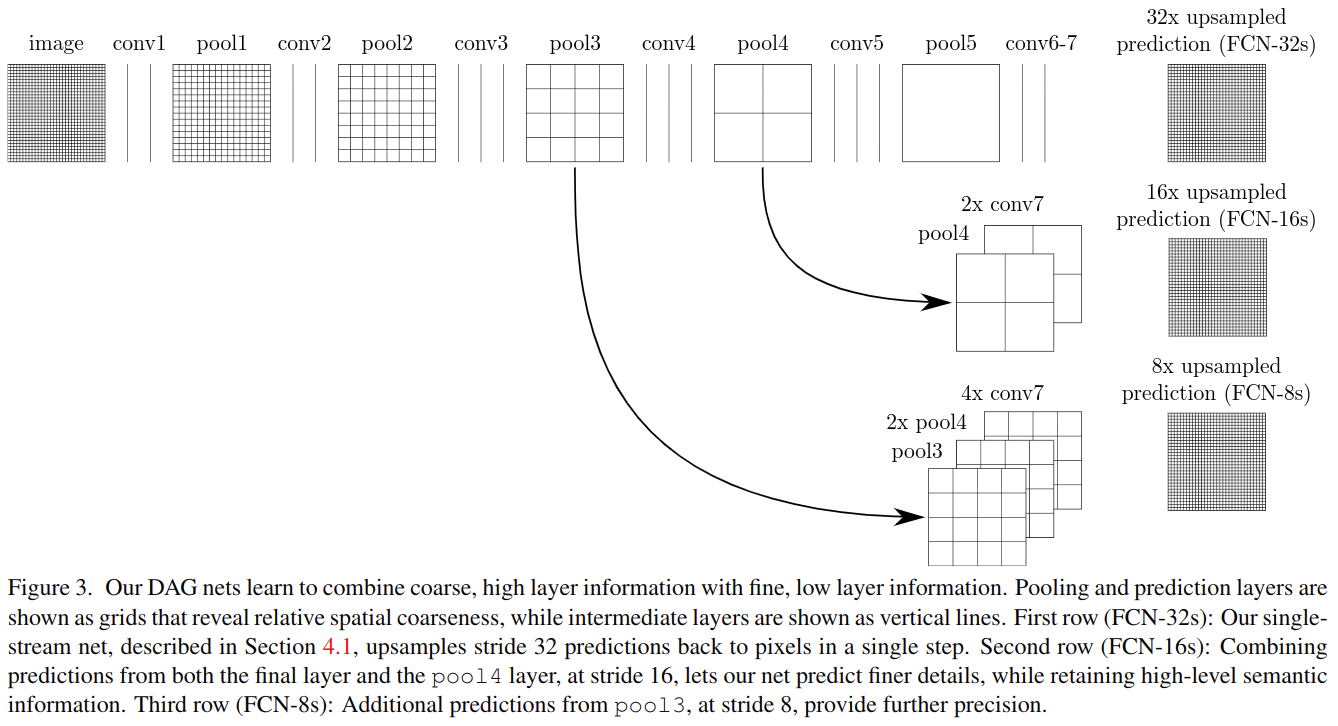 32x upsampled
image conv1 pool1 conv2 pool2 conv3 pool3 conv4 pool4 conv5 pool5 conv6-7 prediction (FCN-32s)
16x upsampled
2x conv7 prediction (FCN-16s)
pool4
8x upsampled
4x conv7 prediction (FCN-8s)
2x pool4
pool3
Figure 3. Our DAG nets learn to combine coarse, high layer information with fine, low layer information. Pooling and prediction layers are
shown as grids that reveal relative spatial coarseness, while intermediate layers are shown as vertical lines. First row (FCN-32s): Our single-
stream net, described in Section 4.1, upsamples stride 32 predictions back to pixels in a single step. Second row (FCN-16s): Combining
predictions from both the final layer and the pool4 layer, at stride 16, lets our net predict finer details, while retaining high-level semantic
information. Third row (FCN-8s): Additional predictions from pool3, at stride 8, provide further precision.